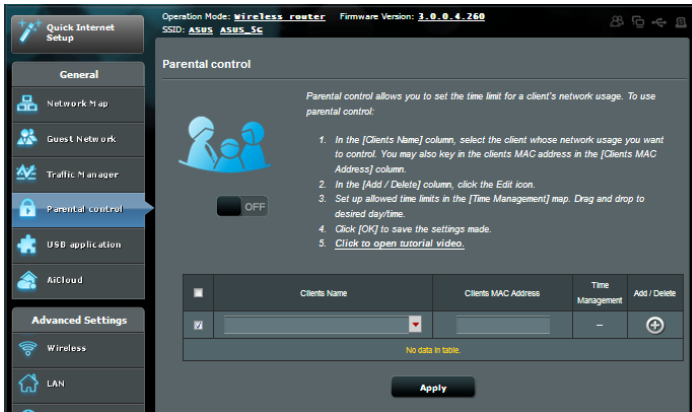 Operation Mode: Wireless router Firmware Version: 3.0.0.4.260
SSID: ASUS ASUS_5G
Quick Internet
Setup
General
Network Map
Guest Network
Traffic Manager
Parental control
USB application
AiCloud
Advanced Settings
Wireless
LAN
Parental control
Parental control allows you to set the time limit for a client's network usage. To use
parental control:
1. In the [Clients Name] column, select the client whose network usage you want
to control. You may also key in the clients MAC address in the [Clients MAC
Address] column.
2. In the [Add / Delete] column, click the Edit icon.
3. Set up allowed time limits in the [Time Management] map. Drag and drop to
desired day/time.
4. Click [OK] to save the settings made.
5. Click to open tutorial video.
OFF
Clients Name
Clients MAC Address
Time
Management
Add / Delete
–
No data in table.
Apply